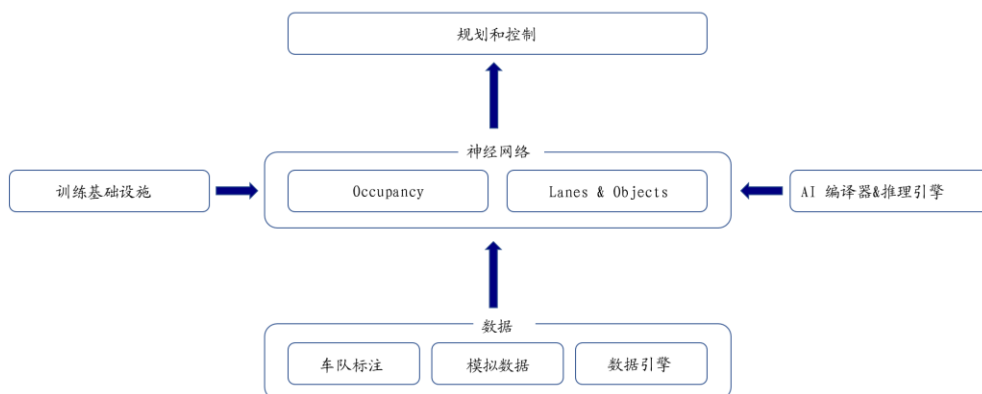 规划和控制
神经网络
训练基础设施
Occupancy
Lanes & Objects
AI 编译器&推理引擎
数据
车队标注
模拟数据
数据引擎